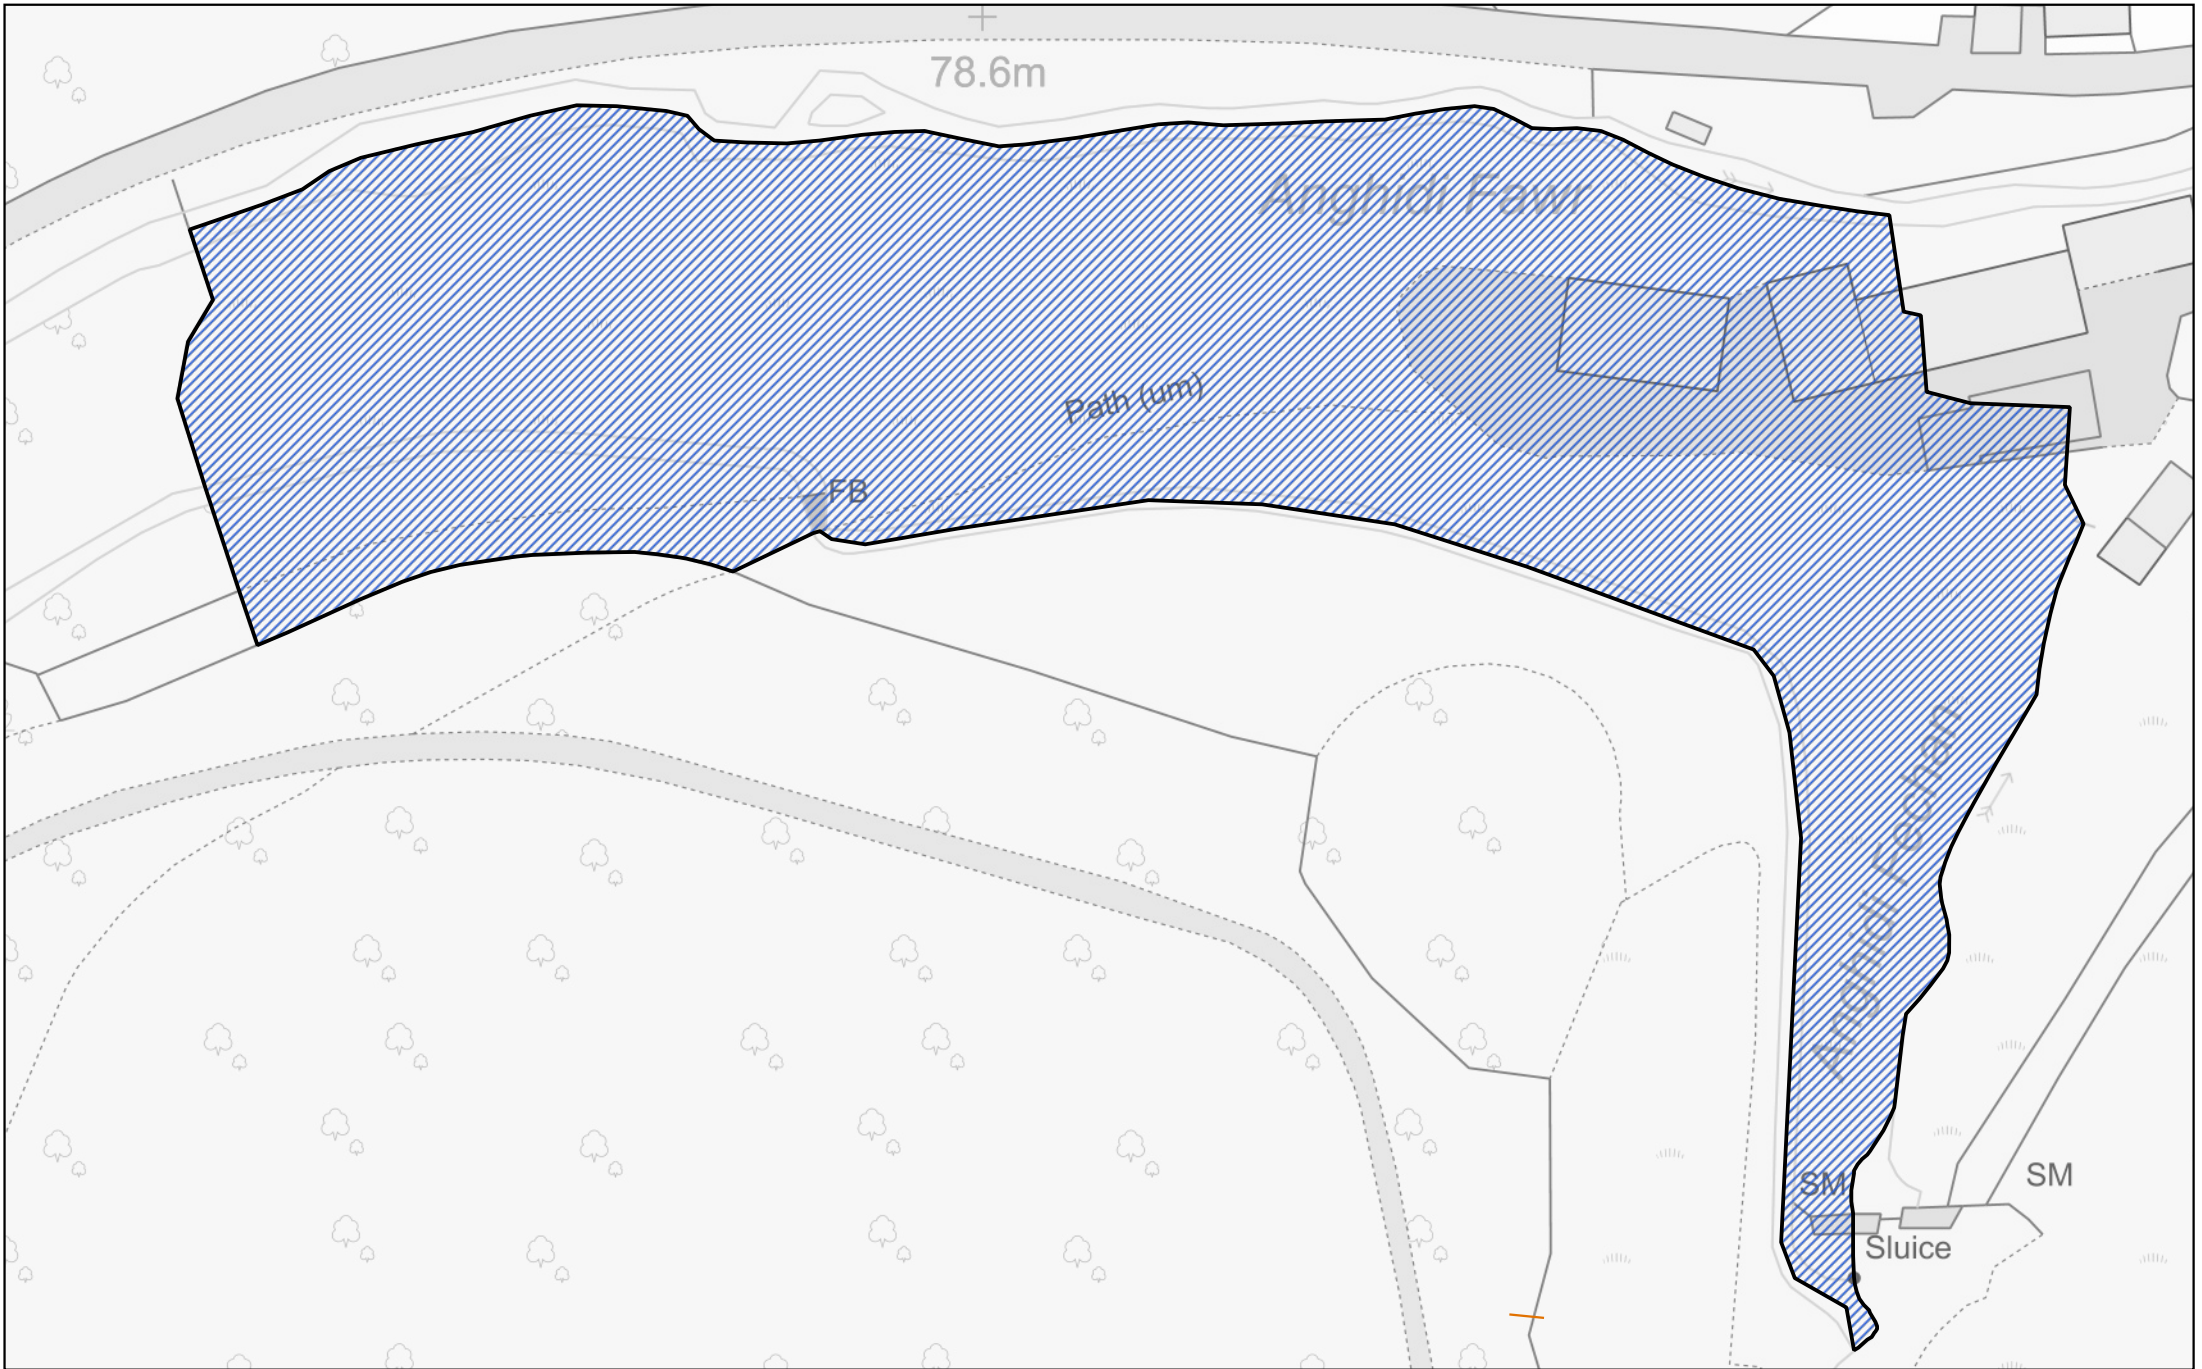 78.6m
Anghidi Fawr
Path (um)
FB
Anghidi Fechan
SM
SM
Sluice